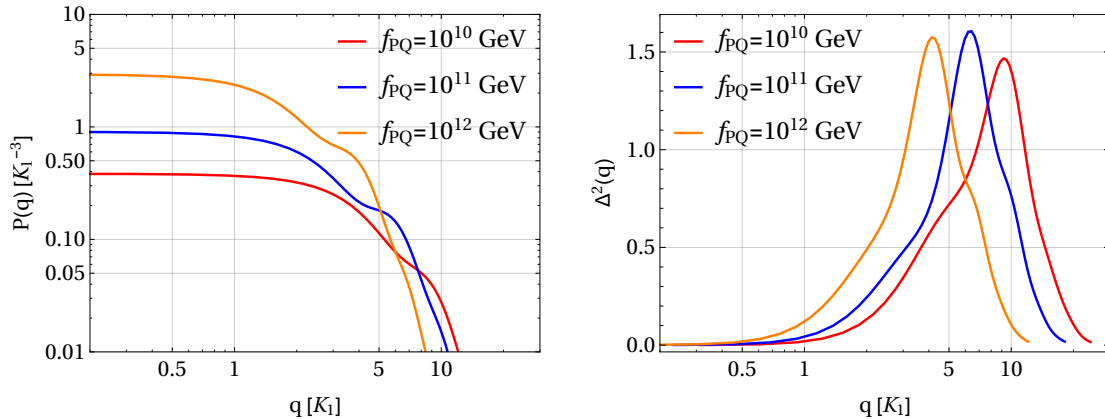 P(q) [K₁⁻³]
10
5
1
0.50
0.10
0.05
0.01
f_PQ=10¹⁰ GeV
f_PQ=10¹¹ GeV
f_PQ=10¹² GeV
0.5 1 5 10
q [K₁]
Δ²(q)
1.5
1.0
0.5
0.0
f_PQ=10¹⁰ GeV
f_PQ=10¹¹ GeV
f_PQ=10¹² GeV
0.5 1 5 10
q [K₁]